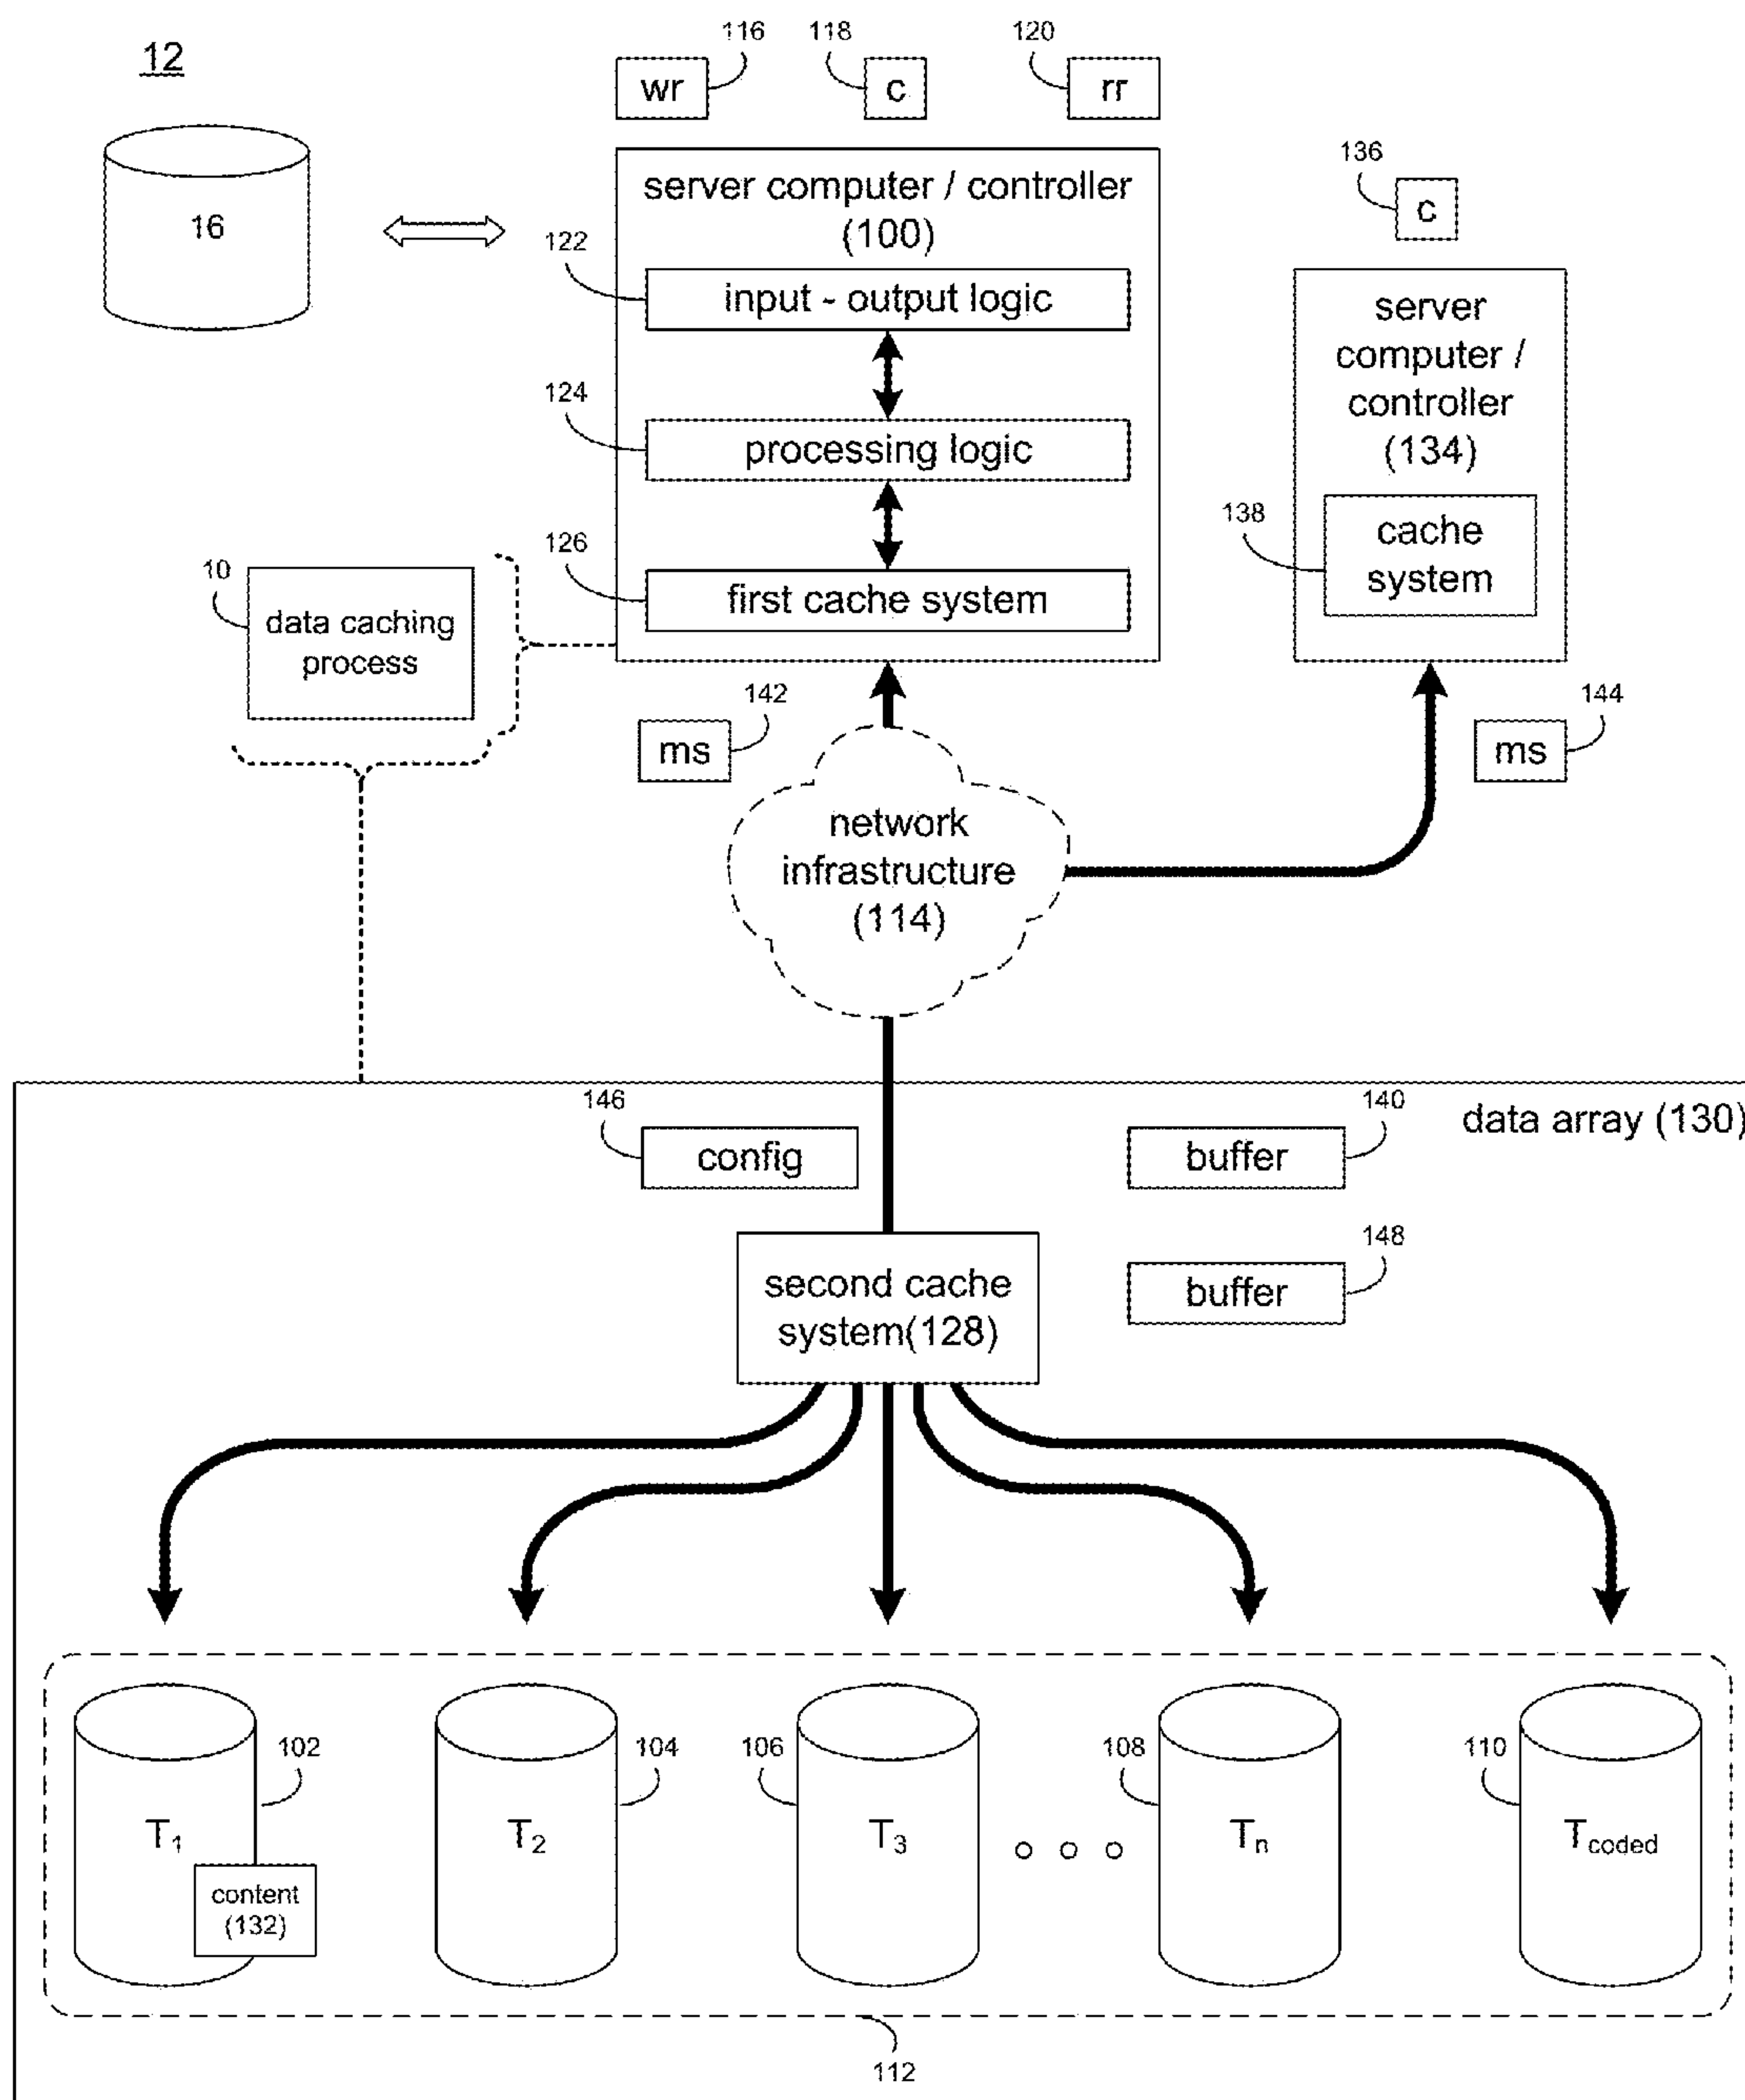 12
116
118
120
wr
c
rr
16
server computer / controller
(100)
122
input - output logic
124
processing logic
126
first cache system
136
c
server
computer /
controller
(134)
138
cache
system
10
data caching
process
142
ms
144
ms
network
infrastructure
(114)
data array (130)
146
config
140
buffer
148
buffer
second cache
system(128)
102
104
106
108
110
T1
T2
T3
Tn
Tcoded
content
(132)
112